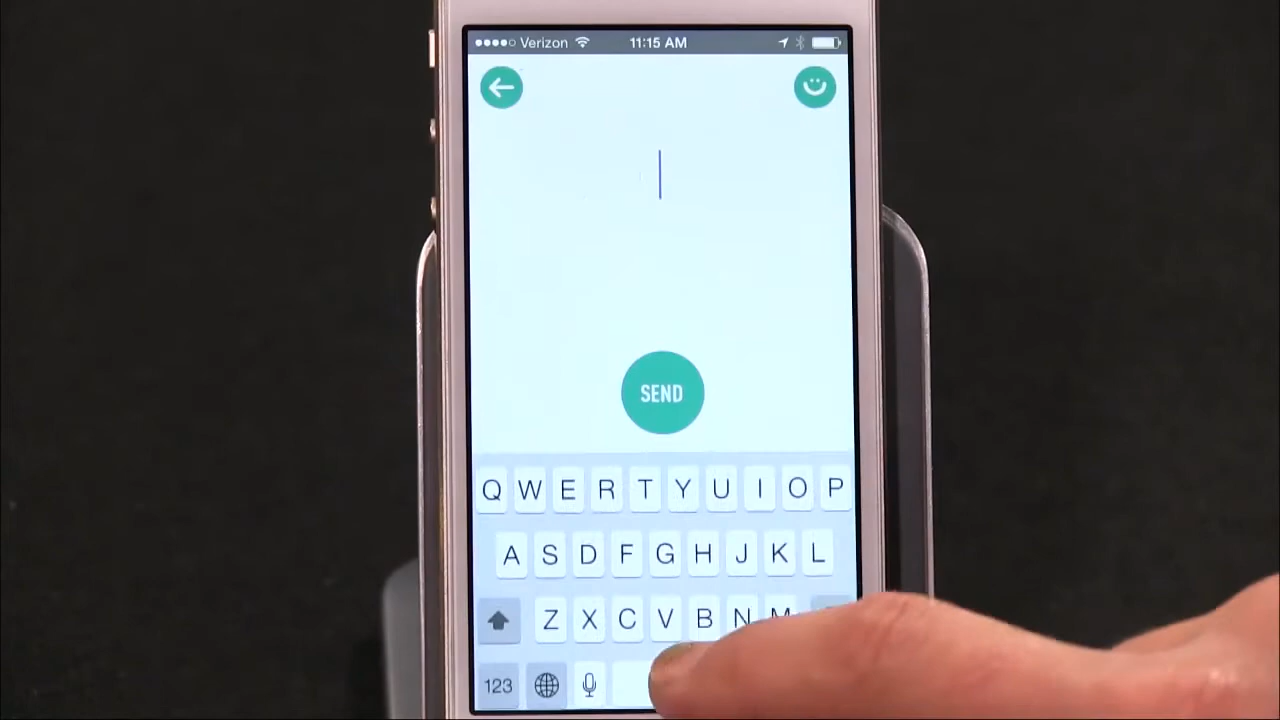 Verizon 11:15 AM
SEND
Q W E R T Y U I O P
A S D F G H J K L
Z X C V B N M
123